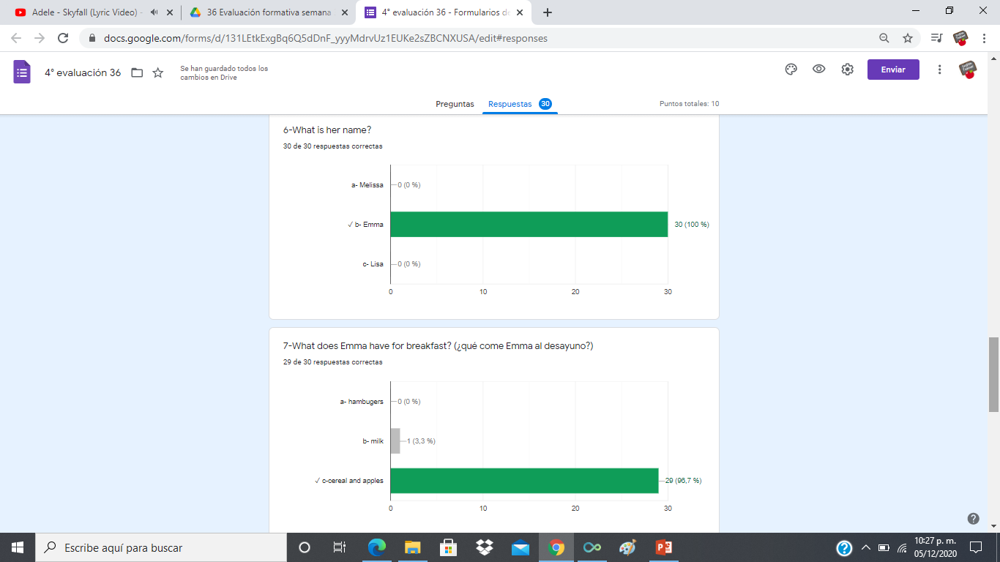 Adele - Skyfall (Lyric Video) -
36 Evaluación formativa semana
4° evaluación 36 - Formularios de
docs.google.com/forms/d/131LEtkExgBq6Q5dDnF_yyyMdrvUz1EUKe2sZBCNXUSA/edit#responses
4° evaluación 36
Se han guardado todos los
cambios en Drive
Enviar
Preguntas
Respuestas 30
Puntos totales: 10
6-What is her name?
30 de 30 respuestas correctas
a- Melissa
0 (0 %)
✓ b- Emma
30 (100 %)
c- Lisa
0 (0 %)
0 10 20 30
7-What does Emma have for breakfast? (¿qué come Emma al desayuno?)
29 de 30 respuestas correctas
a- hambugers
0 (0 %)
b- milk
1 (3,3 %)
✓ c-cereal and apples
29 (96,7 %)
0 10 20 30
Escribe aquí para buscar
10:27 p. m.
05/12/2020